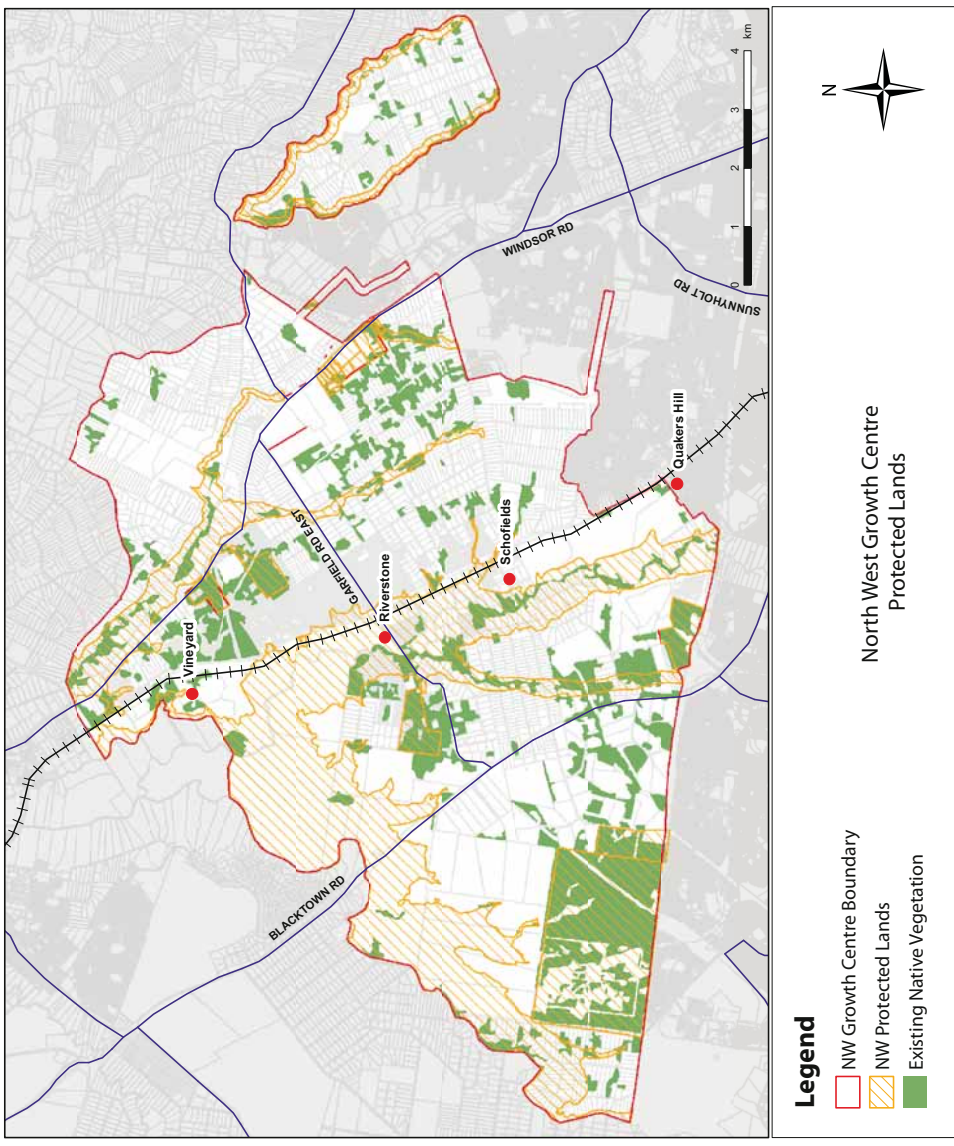 WINDSOR RD
SUNNYHOLT RD
GARFIELD RD EAST
BLACKTOWN RD
Vineyard
Riverstone
Schofields
Quakers Hill
0 1 2 3 4
km
N
North West Growth Centre
Protected Lands
Legend
NW Growth Centre Boundary
NW Protected Lands
Existing Native Vegetation